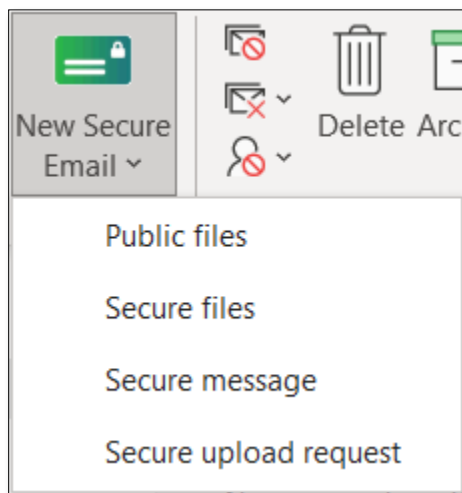 New Secure
Email
Delete
Arc
Public files
Secure files
Secure message
Secure upload request